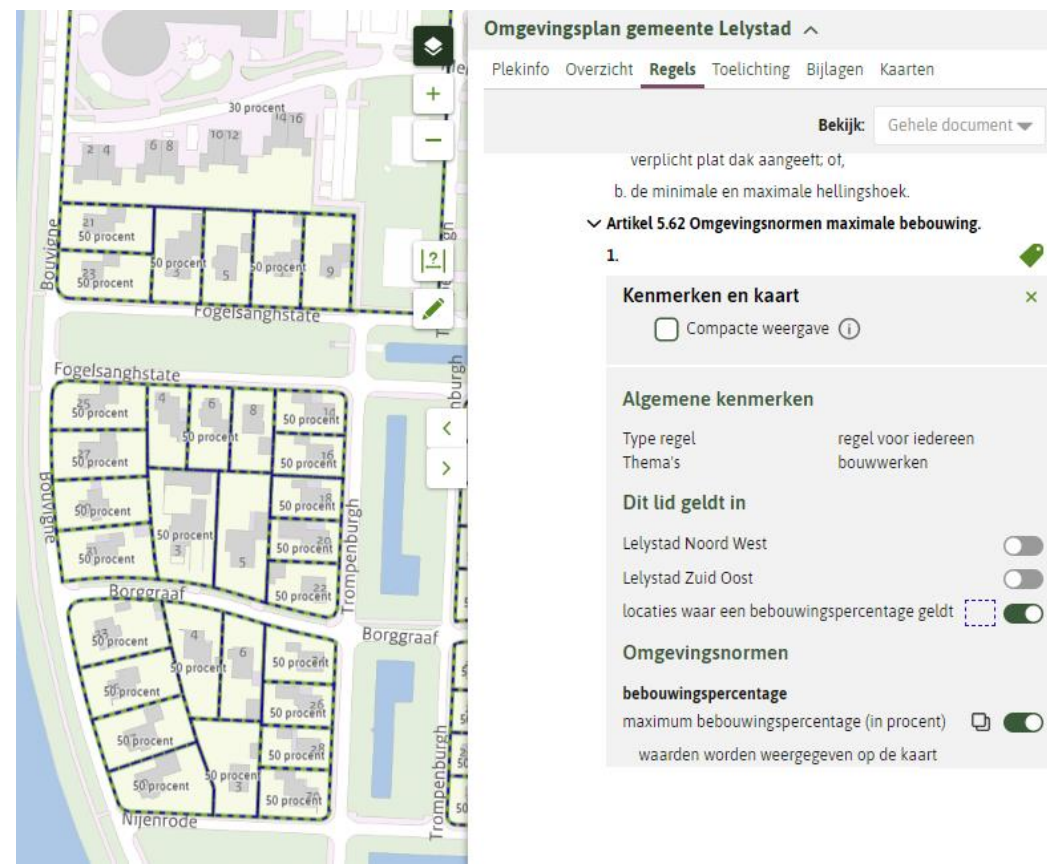 Omgevingsplan gemeente Lelystad
Plekinfo Overzicht Regels Toelichting Bijlagen Kaarten
Bekijk: Gehele document
verplicht plat dak aangeeft; of,
b. de minimale en maximale hellingshoek.
Artikel 5.62 Omgevingsnormen maximale bebouwing.
1.
Kenmerken en kaart
Compacte weergave
Algemene kenmerken
Type regel regel voor iedereen
Thema's bouwwerken
Dit lid geldt in
Lelystad Noord West
Lelystad Zuid Oost
locaties waar een bebouwingspercentage geldt
Omgevingsnormen
bebouwingspercentage
maximum bebouwingspercentage (in procent)
waarden worden weergegeven op de kaart
30 procent
14 16
10 12
6 8
2 4
21
50 procent
Bouvigne
50 procent
5
50 procent
9
23
50 procent
Fogelsanghstate
Fogelsanghstate
25
50 procent
4
6
8
50 procent
50 procent
27
50 procent
16
50 procent
Bouvigne
50 procent
18
50 procent
50 procent
3
5
20
50 procent
31
50 procent
22
50 procent
Trompenburgh
Borggraaf
Borggraaf
50 procent
4
6
50 procent
50 procent
50 procent
26
50 procent
50 procent
28
50 procent
50 procent
50 procent
3
50 procent
Nijenrode
Trompenburgh